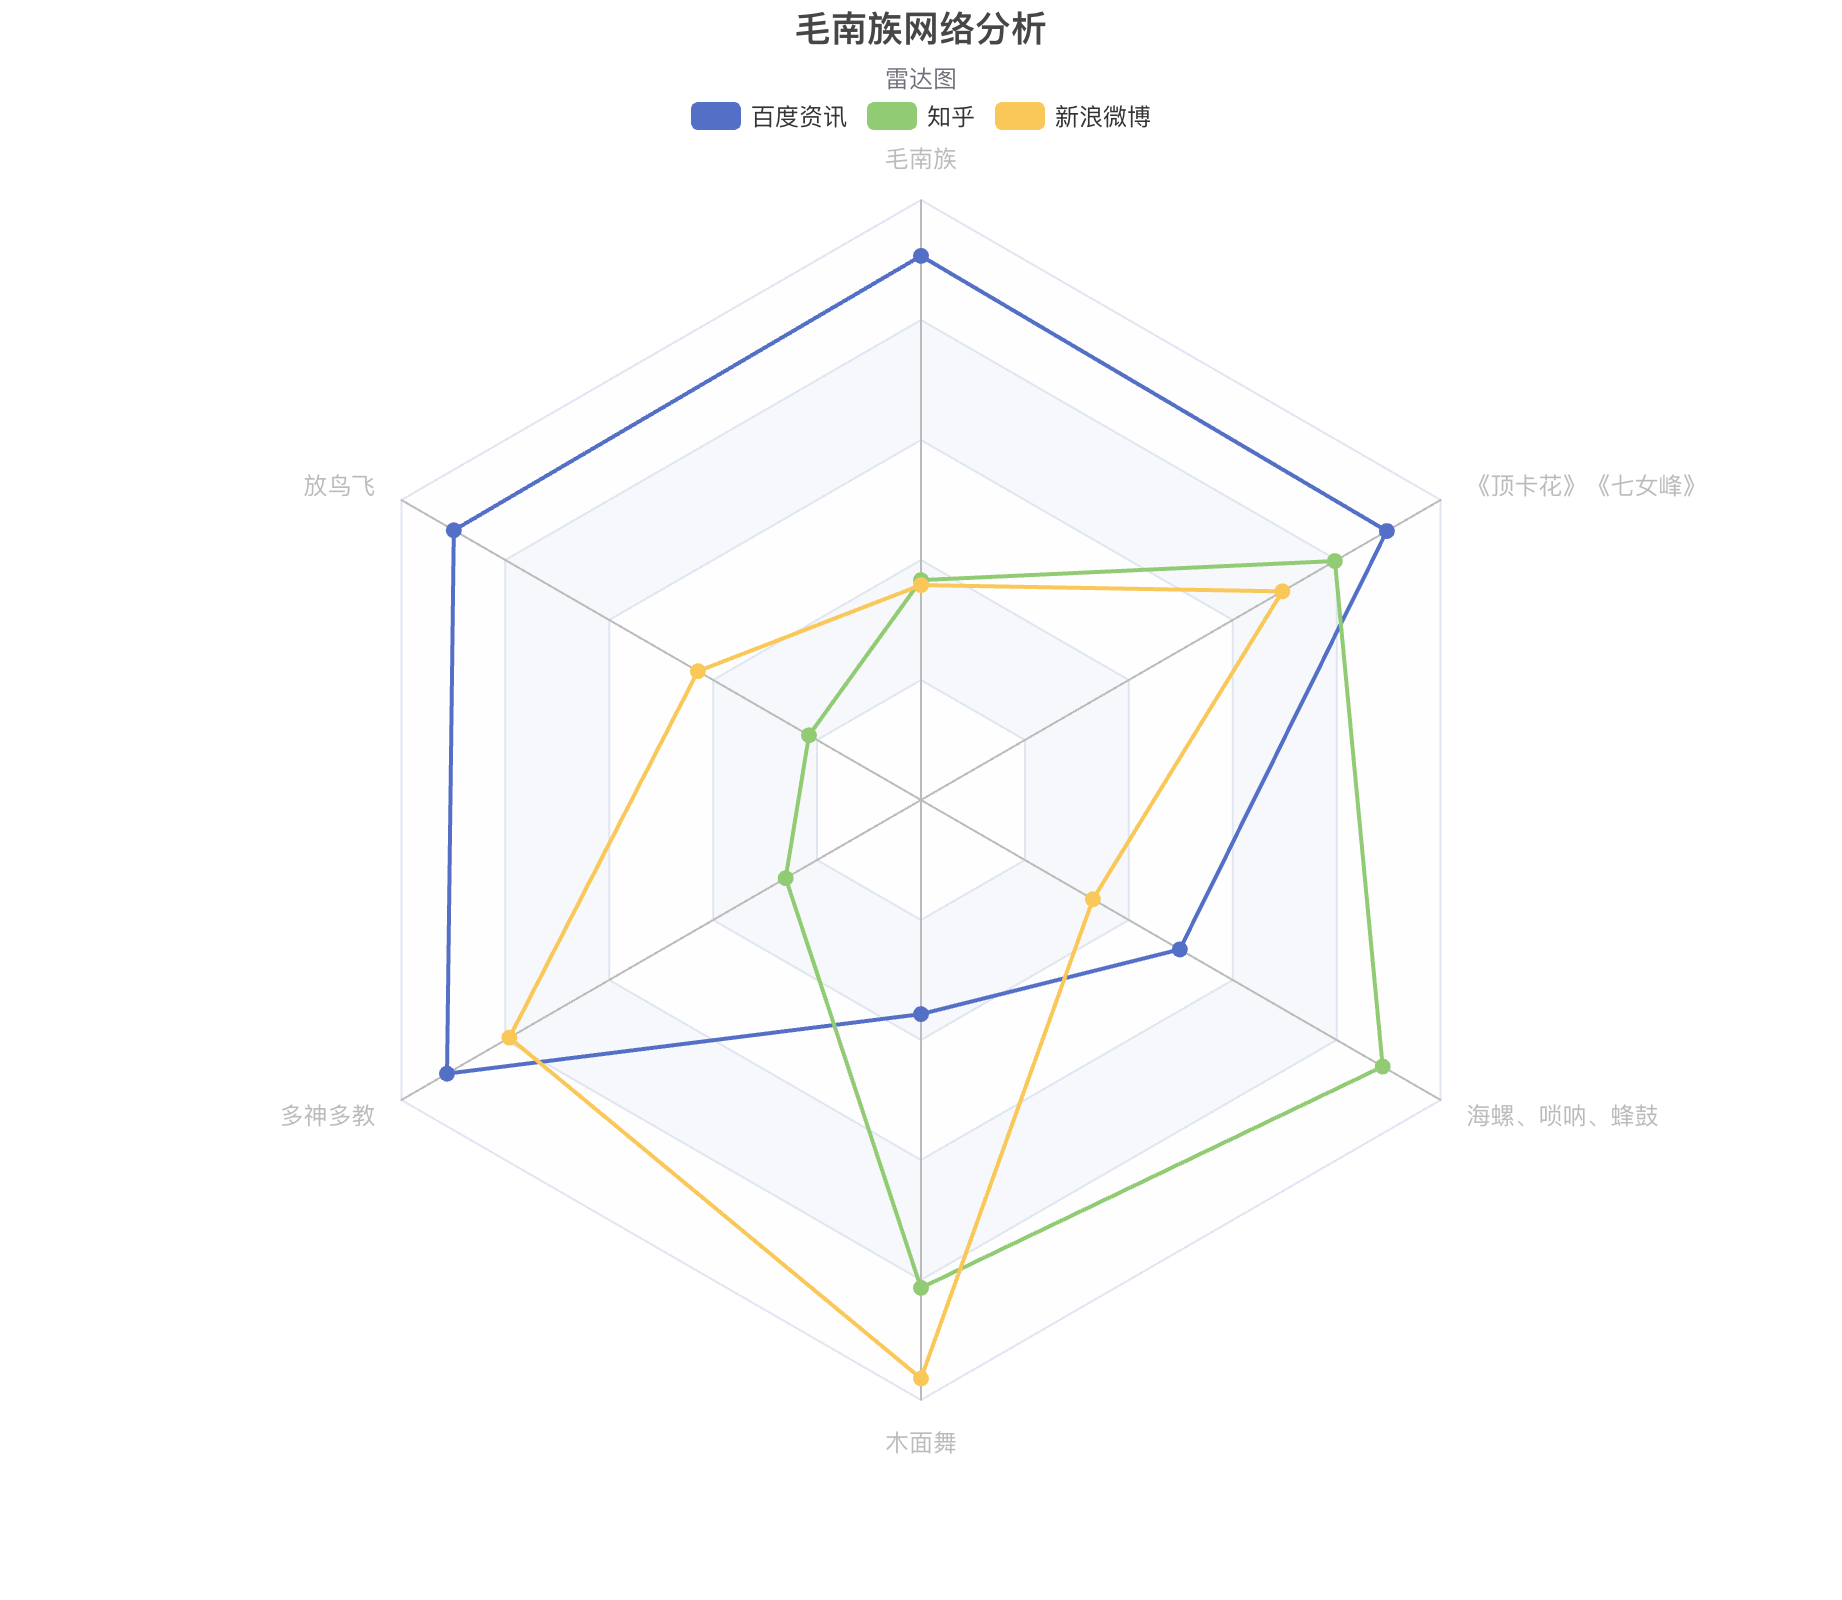 毛南族网络分析
雷达图
百度资讯 知乎 新浪微博
毛南族
放鸟飞 《顶卡花》《七女峰》
多神多教 海螺、唢呐、蜂鼓
木面舞